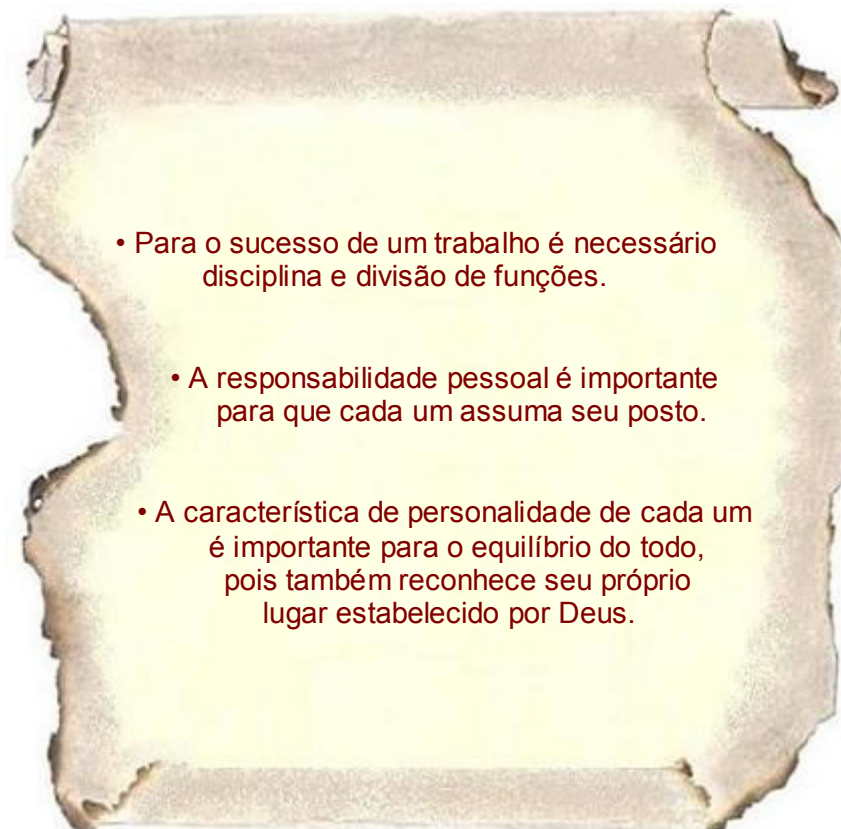 • Para o sucesso de um trabalho é necessário
disciplina e divisão de funções.
• A responsabilidade pessoal é importante
para que cada um assuma seu posto.
• A característica de personalidade de cada um
é importante para o equilíbrio do todo,
pois também reconhece seu próprio
lugar estabelecido por Deus.